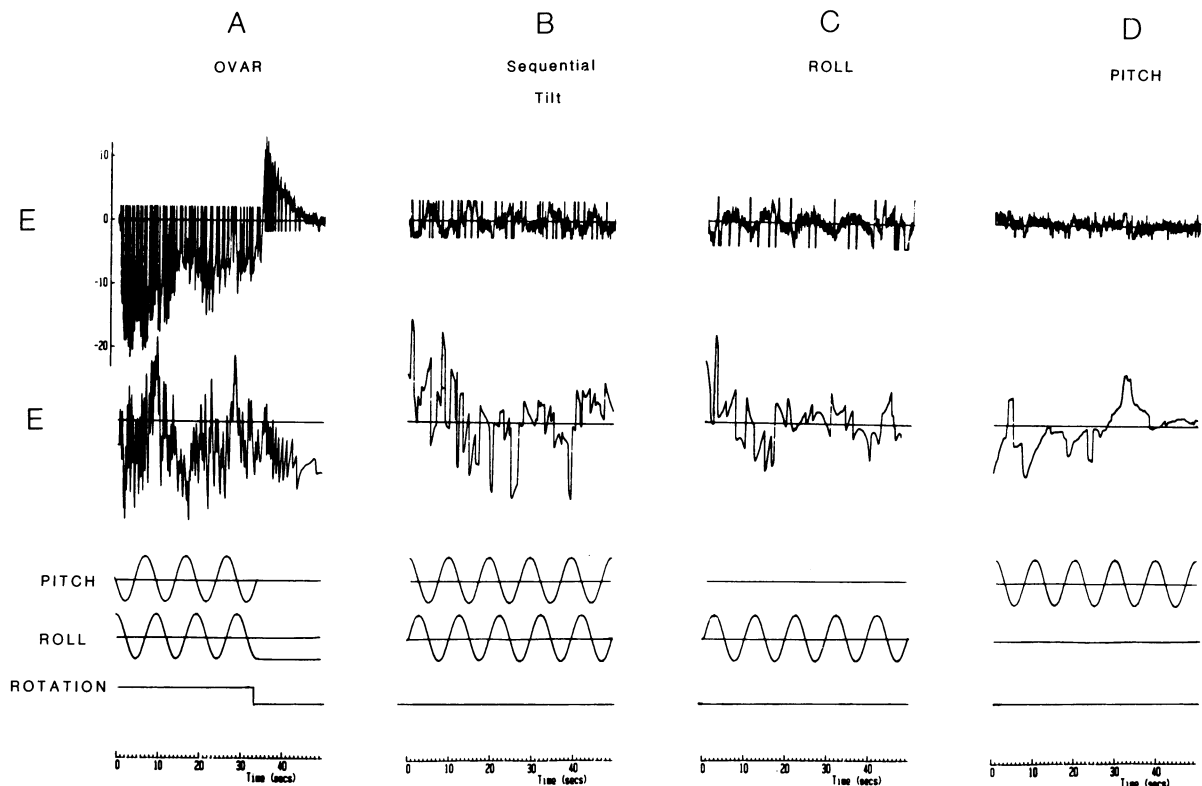 A
B
C
D
OVAR
Sequential
Tilt
ROLL
PITCH
10
E
0
-10
-20
E
PITCH
ROLL
ROTATION
0 10 20 30 40
Time (secs)
0 10 20 30 40
Time (secs)
0 10 20 30 40
Time (secs)
0 10 20 30 40
Time (secs)